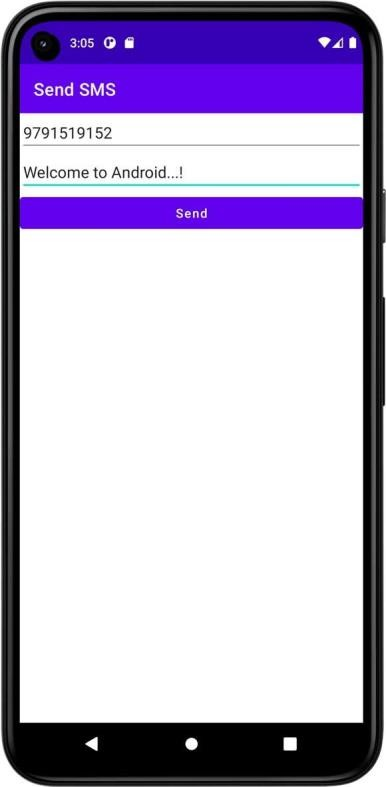 3:05
Send SMS
9791519152
Welcome to Android...!
Send